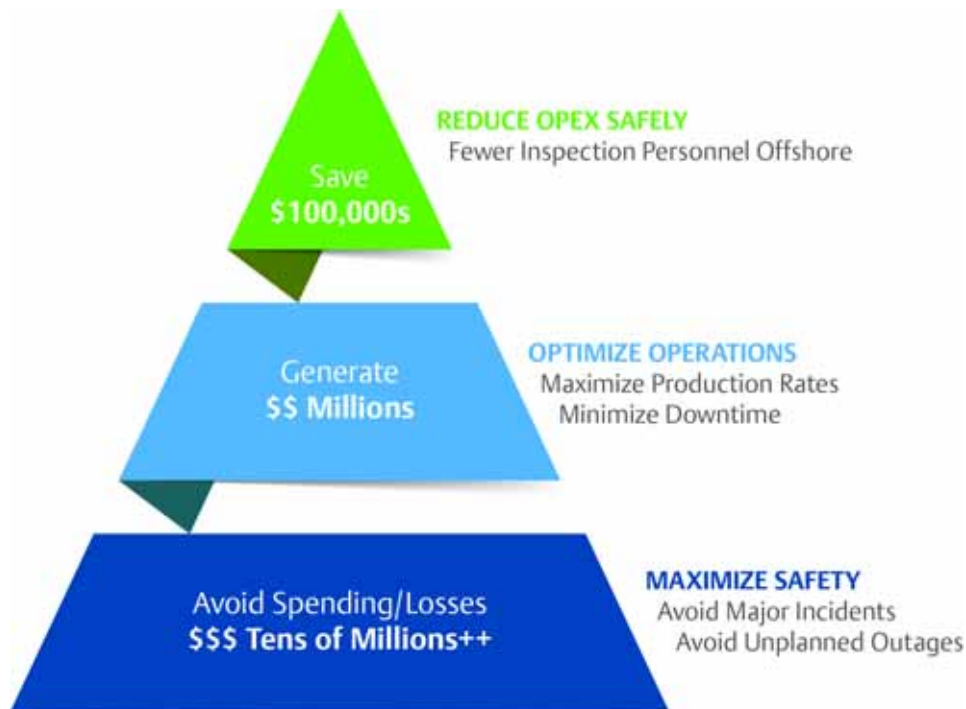 REDUCE OPEX SAFELY
Fewer Inspection Personnel Offshore
Save
$100,000s
OPTIMIZE OPERATIONS
Maximize Production Rates
Minimize Downtime
Generate
$$ Millions
MAXIMIZE SAFETY
Avoid Major Incidents
Avoid Unplanned Outages
Avoid Spending/Losses
$$$ Tens of Millions++